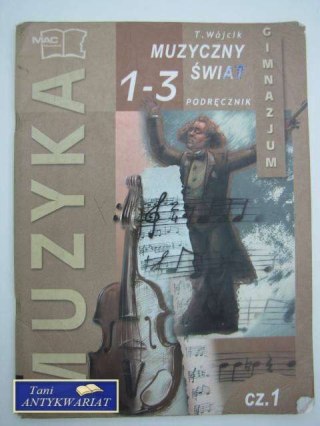 MAC
T. Wójcik
MUZYCZNY
ŚWIAT
1-3
PODRĘCZNIK
GIMNAZJUM
MUZYKA
cz.1
Tani
ANTYKWARIAT